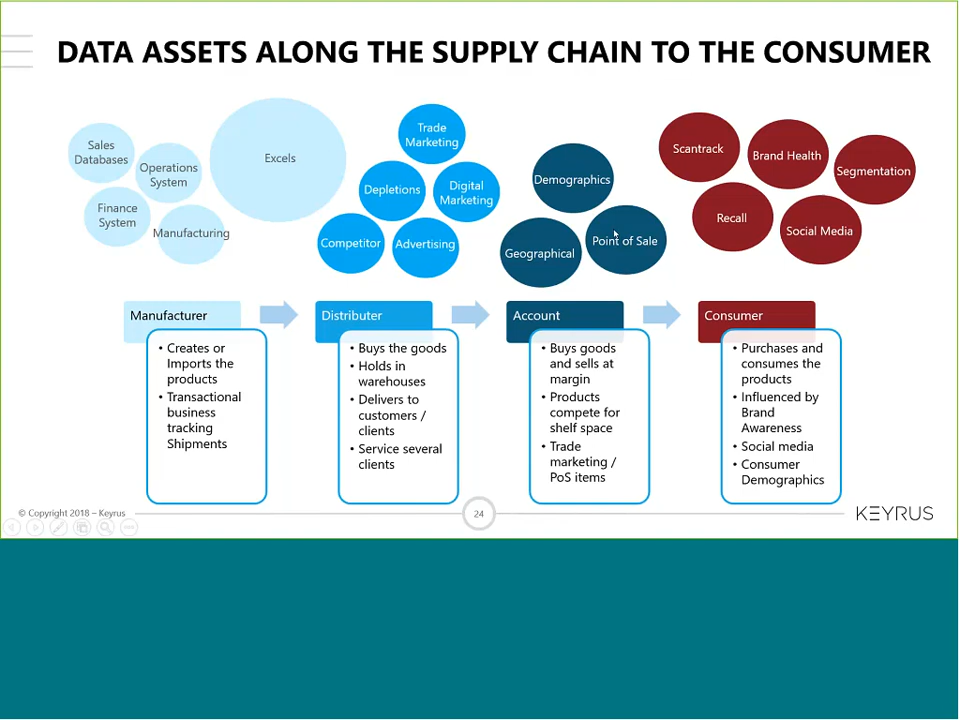 DATA ASSETS ALONG THE SUPPLY CHAIN TO THE CONSUMER
Sales
Databases
Operations
System
Finance
System
Manufacturing
Excels
Trade
Marketing
Depletions
Digital
Marketing
Competitor
Advertising
Demographics
Geographical
Point of Sale
Scantrack
Brand Health
Segmentation
Recall
Social Media
Manufacturer
• Creates or
Imports the
products
• Transactional
business
tracking
Shipments
Distributer
• Buys the goods
• Holds in
warehouses
• Delivers to
customers /
clients
• Service several
clients
Account
• Buys goods
and sells at
margin
• Products
compete for
shelf space
• Trade
marketing /
PoS items
Consumer
• Purchases and
consumes the
products
• Influenced by
Brand
Awareness
• Social media
• Consumer
Demographics
© Copyright 2018 – Keyrus
24
KEYRUS